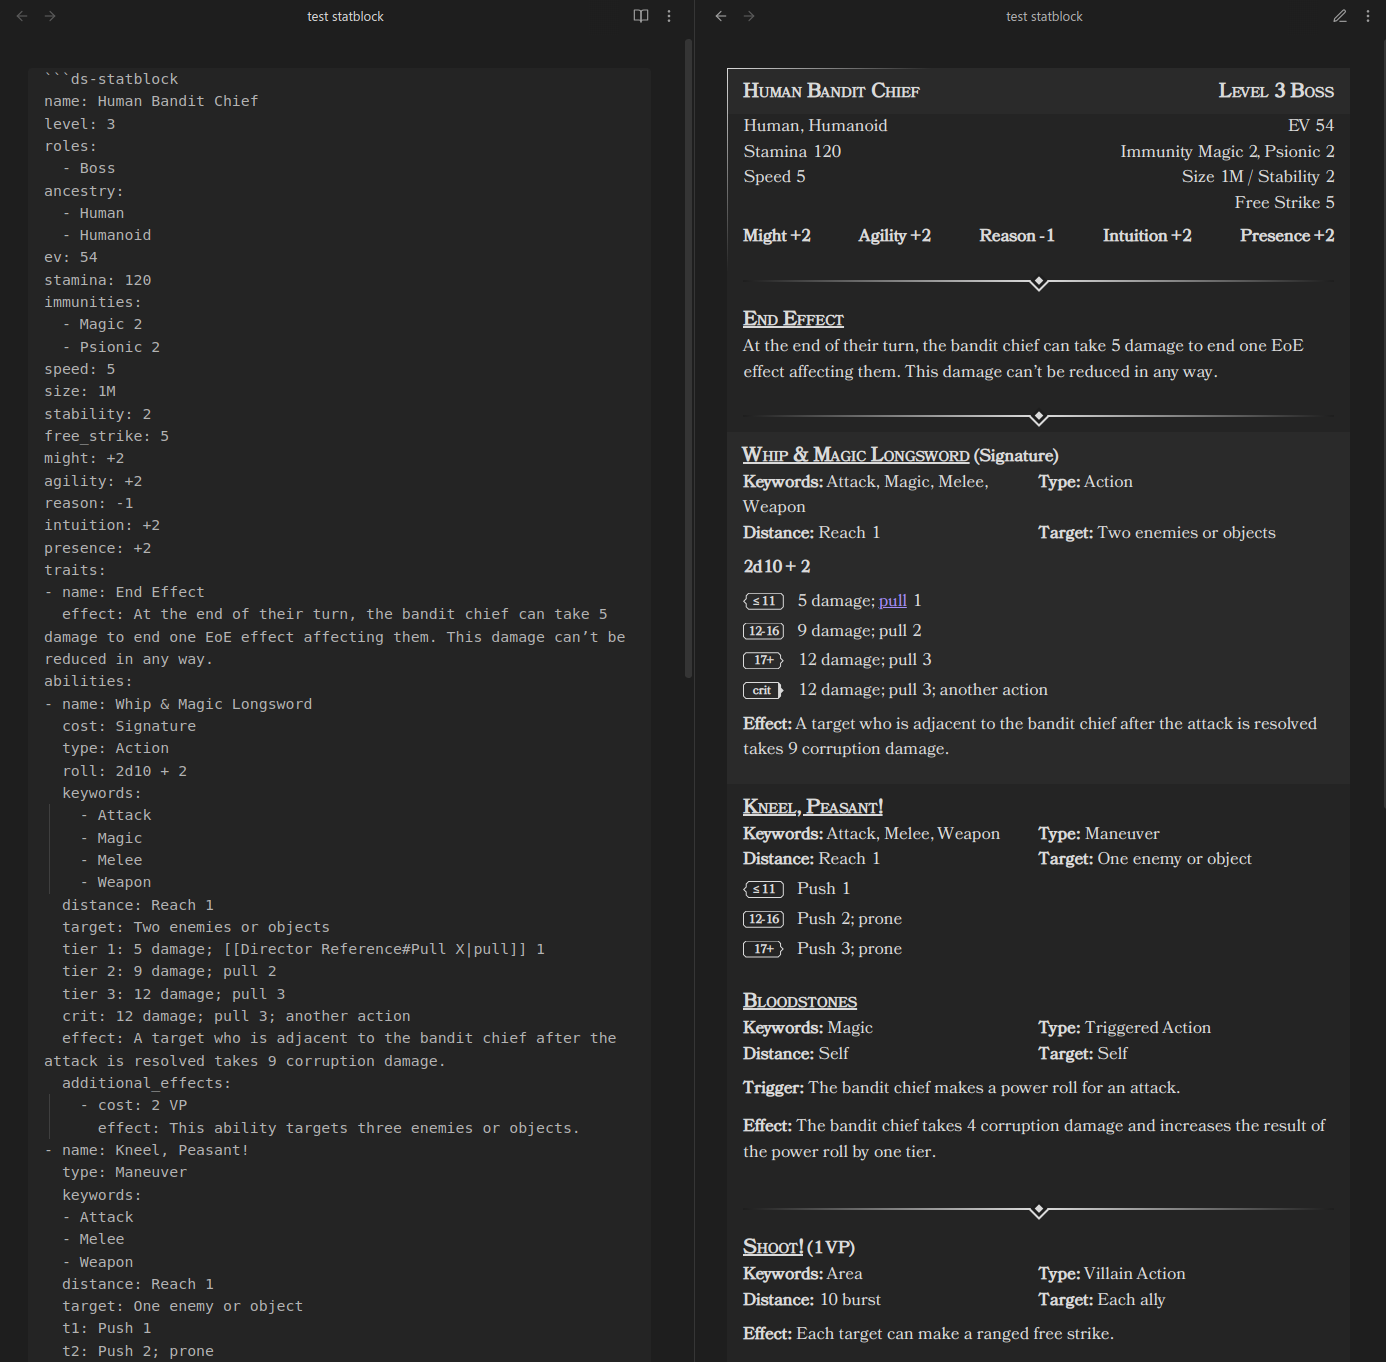 test statblock
```ds-statblock
name: Human Bandit Chief
level: 3
roles:
  - Boss
ancestry:
  - Human
  - Humanoid
ev: 54
stamina: 120
immunities:
  - Magic 2
  - Psionic 2
speed: 5
size: 1M
stability: 2
free_strike: 5
might: +2
agility: +2
reason: -1
intuition: +2
presence: +2
traits:
- name: End Effect
  effect: At the end of their turn, the bandit chief can take 5
damage to end one EoE effect affecting them. This damage can’t be
reduced in any way.
abilities:
- name: Whip & Magic Longsword
  cost: Signature
  type: Action
  roll: 2d10 + 2
  keywords:
    - Attack
    - Magic
    - Melee
    - Weapon
  distance: Reach 1
  target: Two enemies or objects
  tier 1: 5 damage; [[Director Reference#Pull X|pull]] 1
  tier 2: 9 damage; pull 2
  tier 3: 12 damage; pull 3
  crit: 12 damage; pull 3; another action
  effect: A target who is adjacent to the bandit chief after the
attack is resolved takes 9 corruption damage.
  additional_effects:
    - cost: 2 VP
      effect: This ability targets three enemies or objects.
- name: Kneel, Peasant!
  type: Maneuver
  keywords:
  - Attack
  - Melee
  - Weapon
  distance: Reach 1
  target: One enemy or object
  t1: Push 1
  t2: Push 2; prone
test statblock
Human Bandit Chief Level 3 Boss
Human, Humanoid EV 54
Stamina 120 Immunity Magic 2, Psionic 2
Speed 5 Size 1M / Stability 2
Free Strike 5
Might +2 Agility +2 Reason -1 Intuition +2 Presence +2
End Effect
At the end of their turn, the bandit chief can take 5 damage to end one EoE
effect affecting them. This damage can’t be reduced in any way.
Whip & Magic Longsword (Signature)
Keywords: Attack, Magic, Melee, Type: Action
Weapon
Distance: Reach 1 Target: Two enemies or objects
2d10 + 2
≤11 5 damage; pull 1
12-16 9 damage; pull 2
17+ 12 damage; pull 3
crit 12 damage; pull 3; another action
Effect: A target who is adjacent to the bandit chief after the attack is resolved
takes 9 corruption damage.
Kneel, Peasant!
Keywords: Attack, Melee, Weapon Type: Maneuver
Distance: Reach 1 Target: One enemy or object
≤11 Push 1
12-16 Push 2; prone
17+ Push 3; prone
Bloodstones
Keywords: Magic Type: Triggered Action
Distance: Self Target: Self
Trigger: The bandit chief makes a power roll for an attack.
Effect: The bandit chief takes 4 corruption damage and increases the result of
the power roll by one tier.
Shoot! (1 VP)
Keywords: Area Type: Villain Action
Distance: 10 burst Target: Each ally
Effect: Each target can make a ranged free strike.